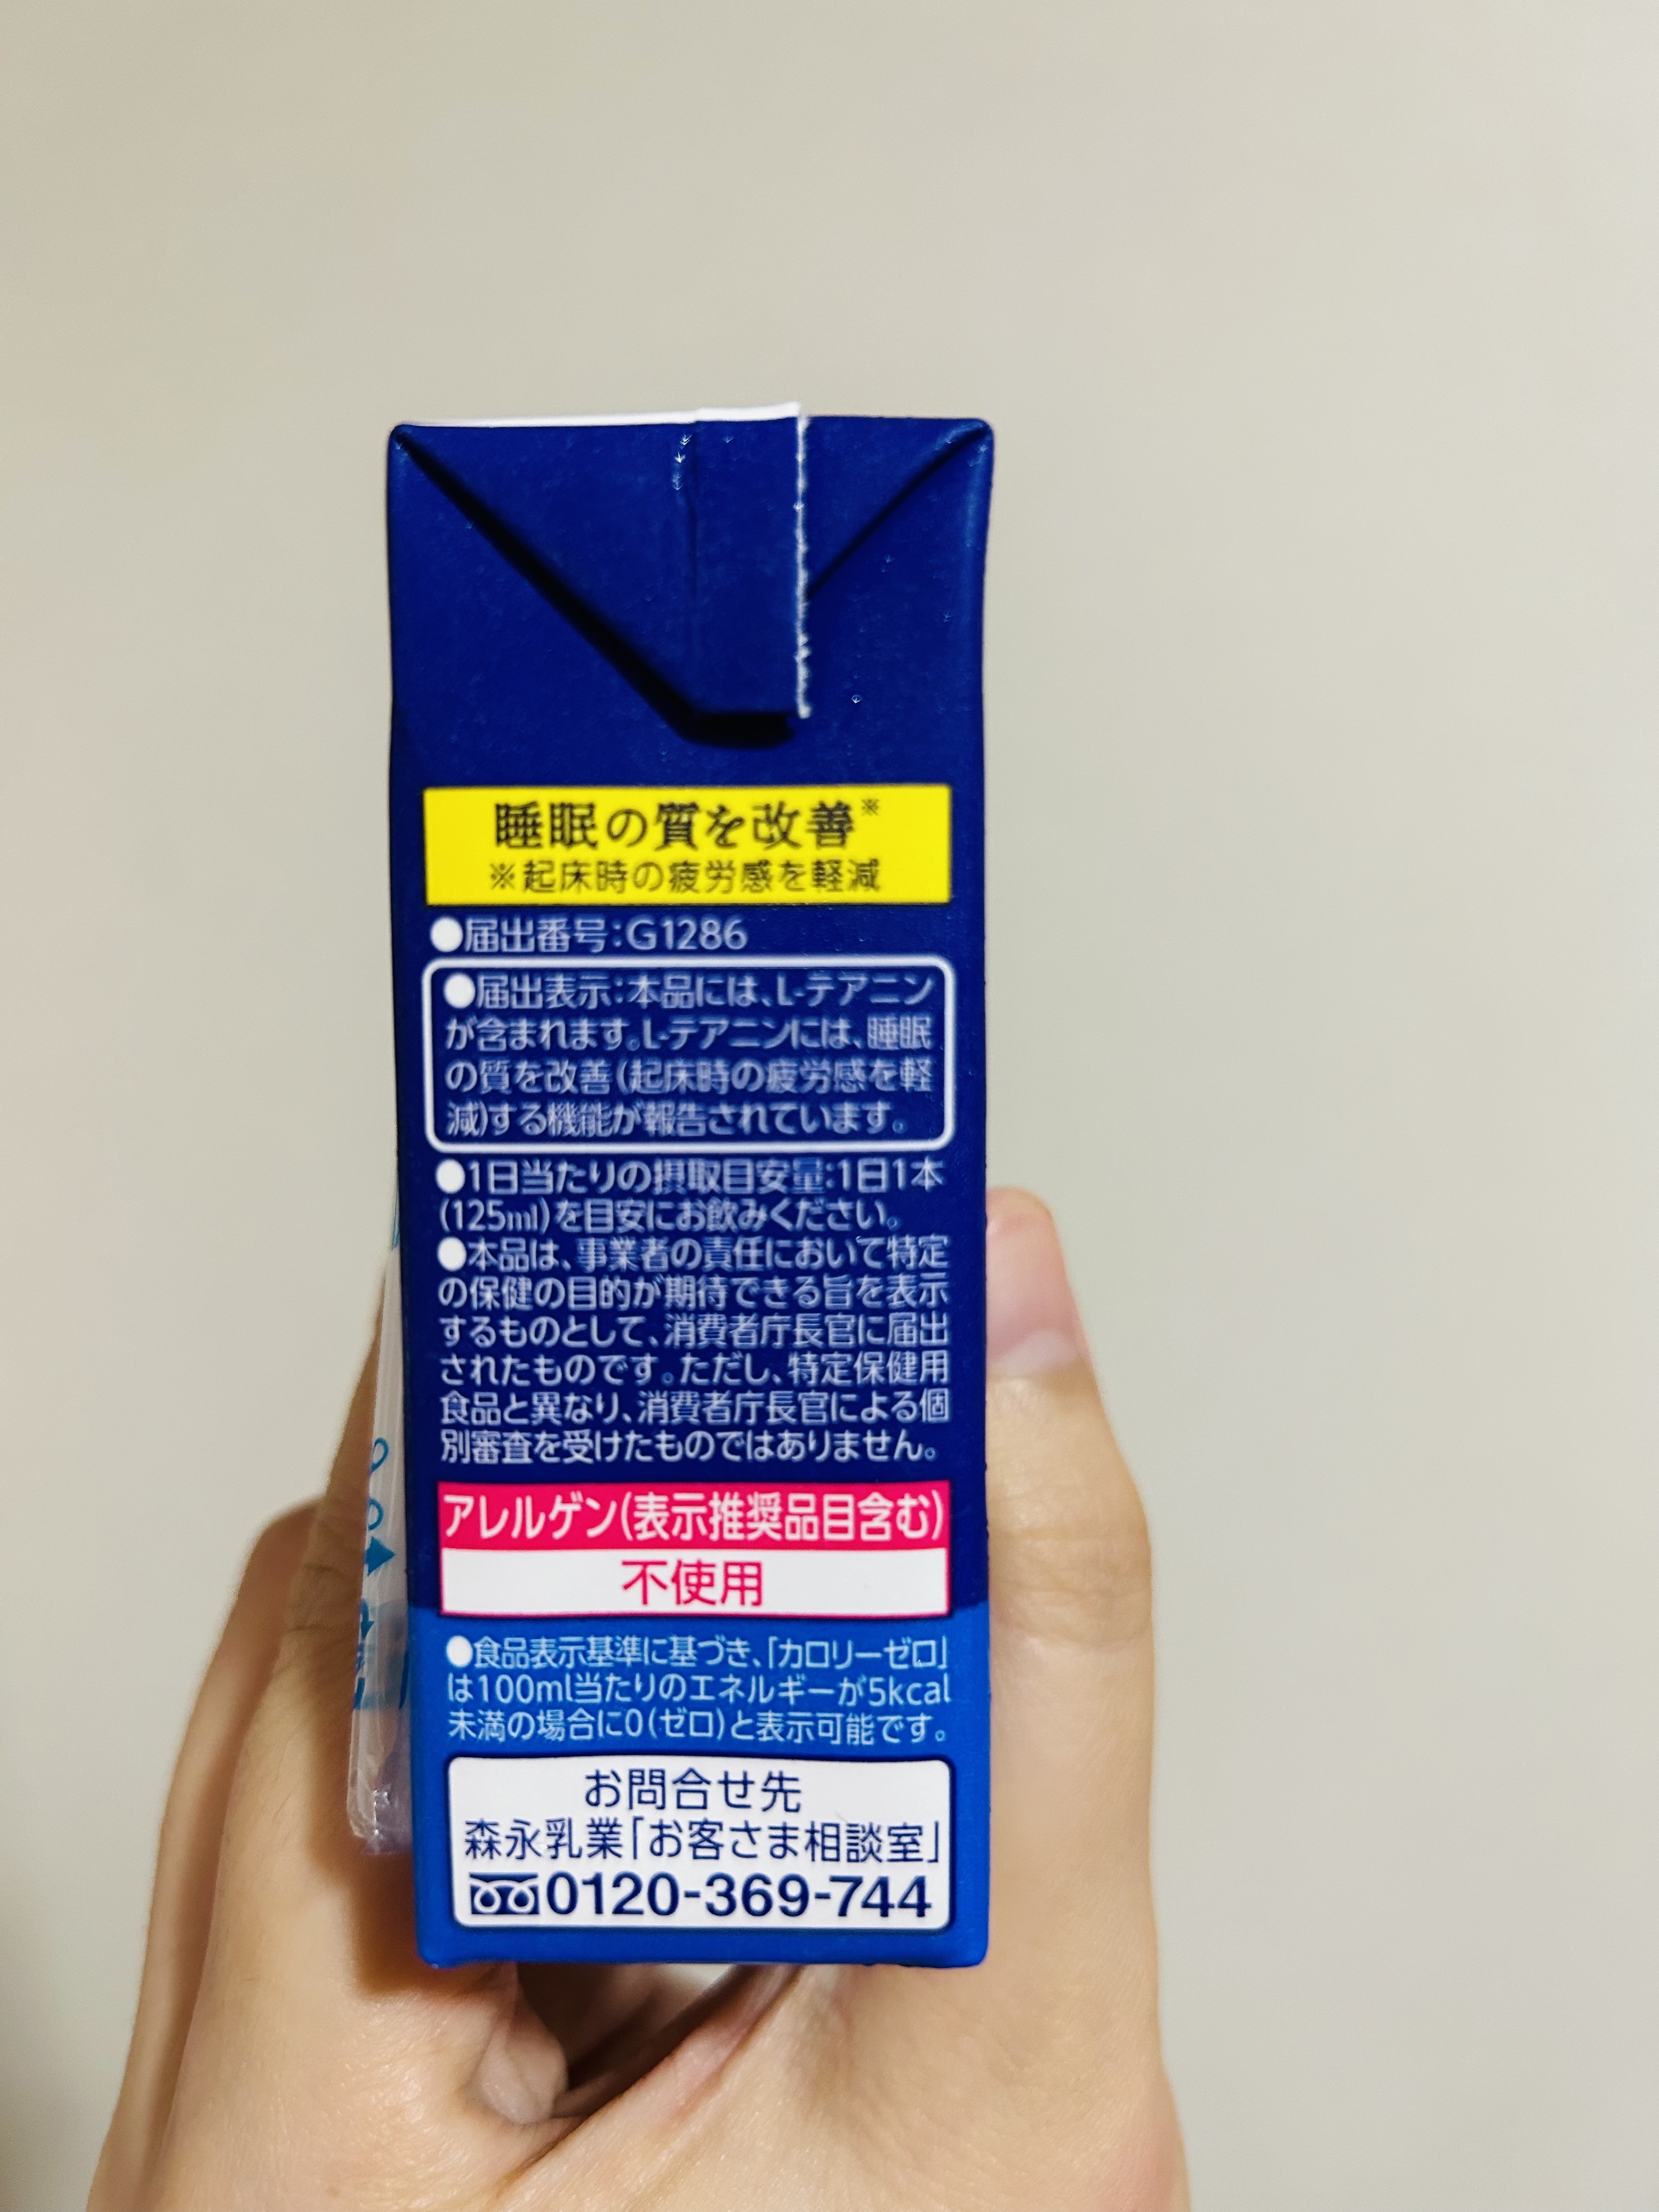 睡眠の質を改善※
※起床時の疲労感を軽減
●届出番号:G1286
●届出表示:本品には、L-テアニン
が含まれます。L-テアニンには、睡眠
の質を改善(起床時の疲労感を軽
減)する機能が報告されています。
●1日当たりの摂取目安量:1日1本
(125ml)を目安にお飲みください。
●本品は、事業者の責任において特定
の保健の目的が期待できる旨を表示
するものとして、消費者庁長官に届出
されたものです。ただし、特定保健用
食品と異なり、消費者庁長官による個
別審査を受けたものではありません。
アレルゲン(表示推奨品目含む)
不使用
●食品表示基準に基づき、「カロリーゼロ」
は100ml当たりのエネルギーが5kcal
未満の場合に0(ゼロ)と表示可能です。
お問合せ先
森永乳業「お客さま相談室」
0120-369-744